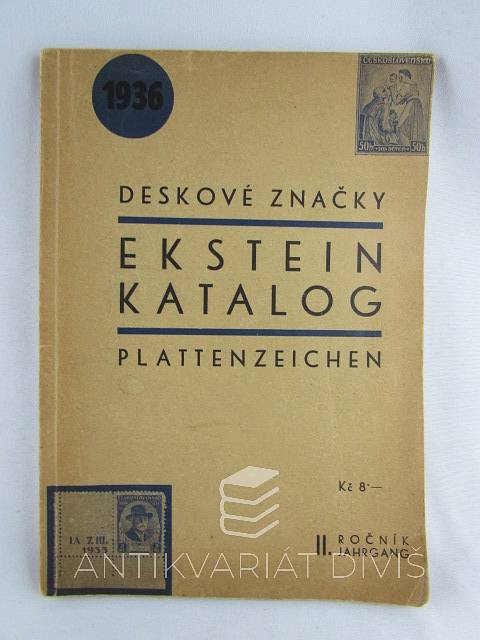 1936
ČESKOSLOVENSKO
50h 50h
DESKOVÉ ZNAČKY
EKSTEIN
KATALOG
PLATTENZEICHEN
Kč 8·—
II. ROČNÍK
JAHRGANG
1A 7. III.
1935
ANTIKVARIÁT DIVIŠ